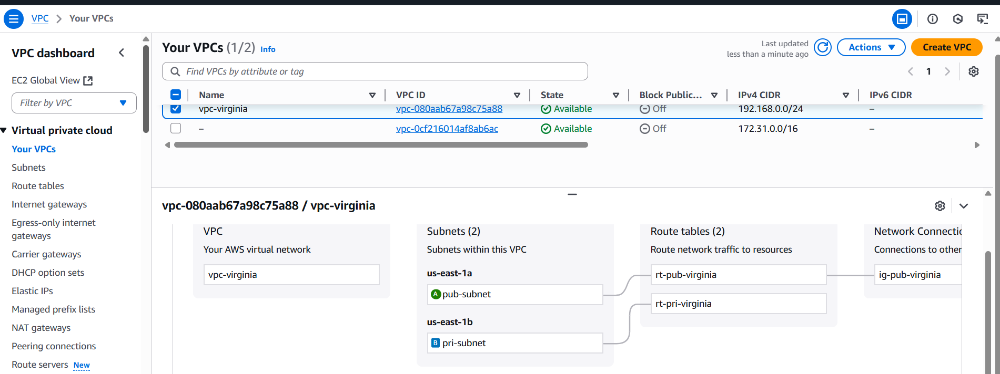 VPC > Your VPCs
VPC dashboard
EC2 Global View
Filter by VPC
Virtual private cloud
Your VPCs
Subnets
Route tables
Internet gateways
Egress-only internet
gateways
Carrier gateways
DHCP option sets
Elastic IPs
Managed prefix lists
NAT gateways
Peering connections
Route servers New
Your VPCs (1/2) Info
Last updated
less than a minute ago
Actions
Create VPC
Find VPCs by attribute or tag
1
Name VPC ID State Block Public... IPv4 CIDR IPv6 CIDR
vpc-virginia vpc-080aab67a98c75a88 Available Off 192.168.0.0/24 –
– vpc-0cf216014af8ab6ac Available Off 172.31.0.0/16 –
vpc-080aab67a98c75a88 / vpc-virginia
VPC
Your AWS virtual network
vpc-virginia
Subnets (2)
Subnets within this VPC
us-east-1a
A pub-subnet
us-east-1b
B pri-subnet
Route tables (2)
Route network traffic to resources
rt-pub-virginia
rt-pri-virginia
Network Connectio
Connections to other
ig-pub-virginia